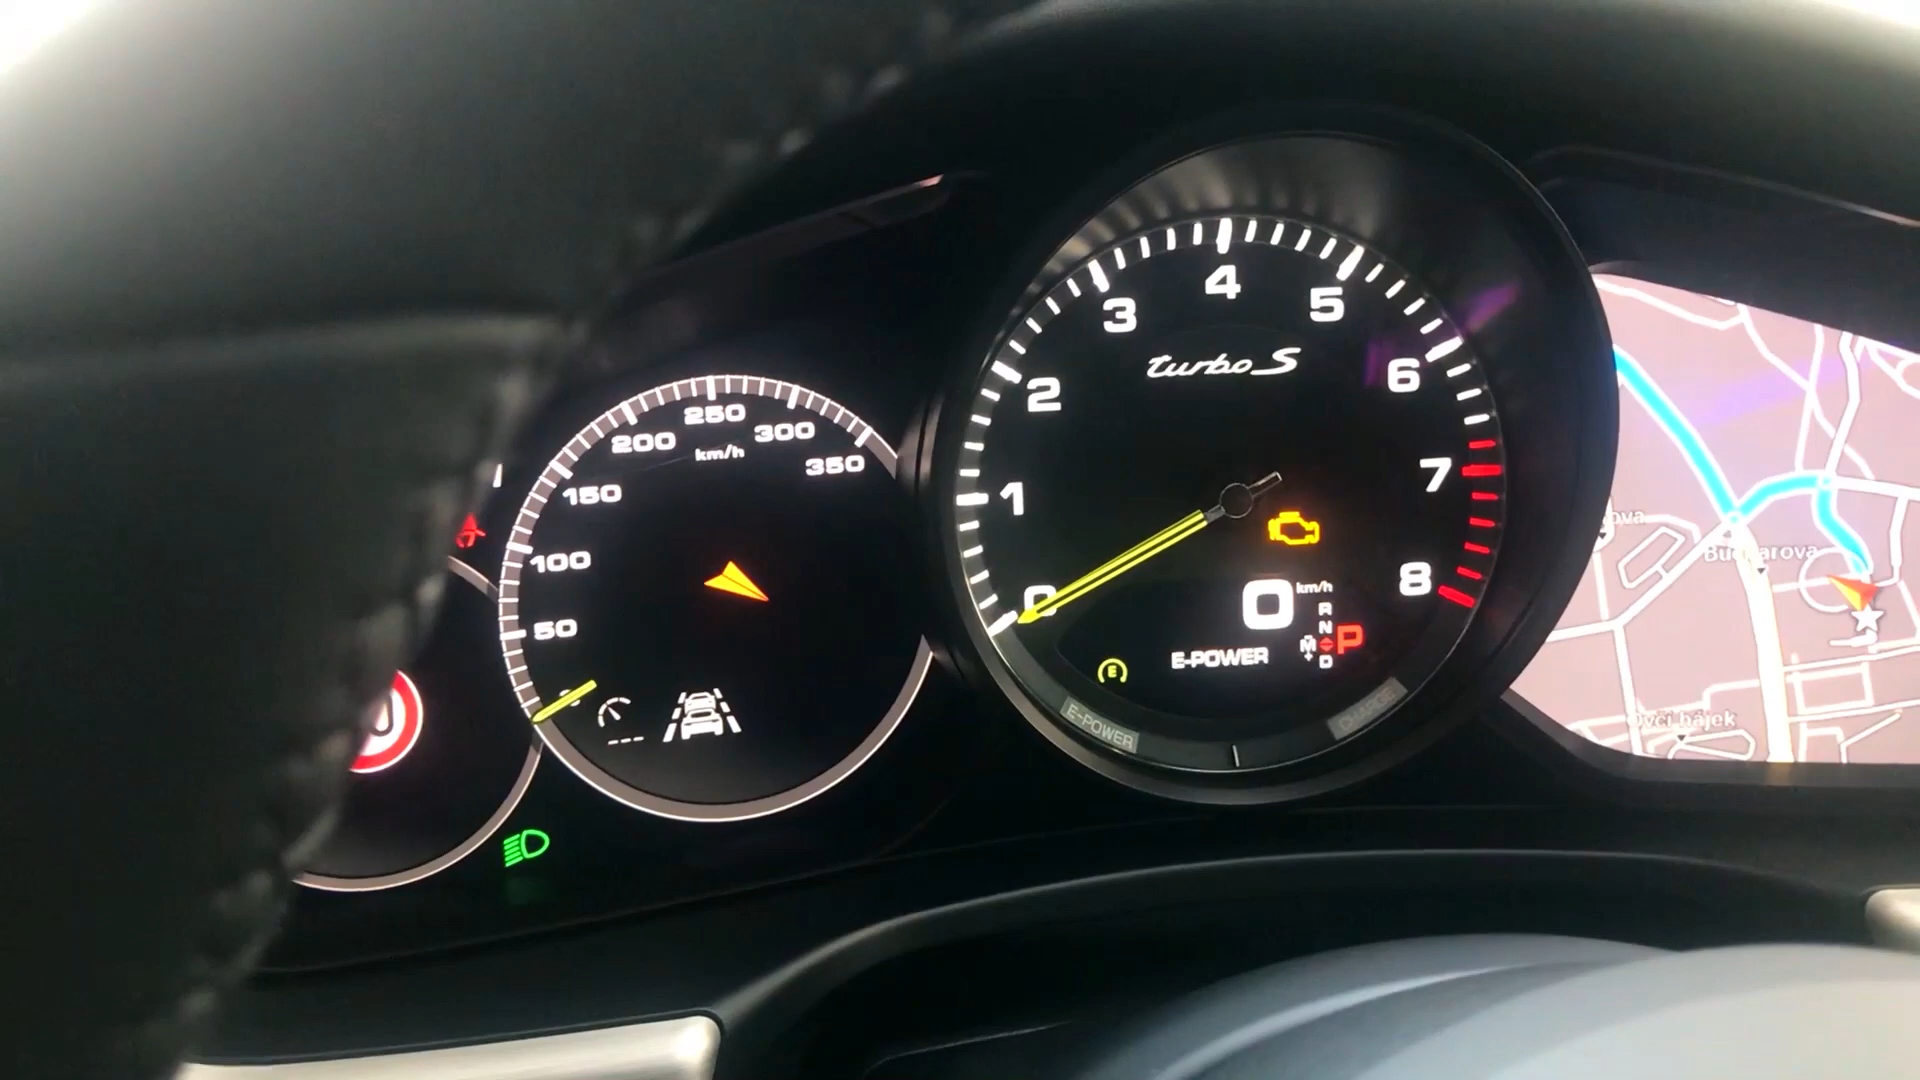 50
100
150
200
250
300
350
km/h
---
0
1
2
3
4
5
6
7
8
turbo S
0 km/h
R
N
P
M
+
D
E-POWER
E
E-POWER
CHARGE
Bucharova
Ovčí hájek